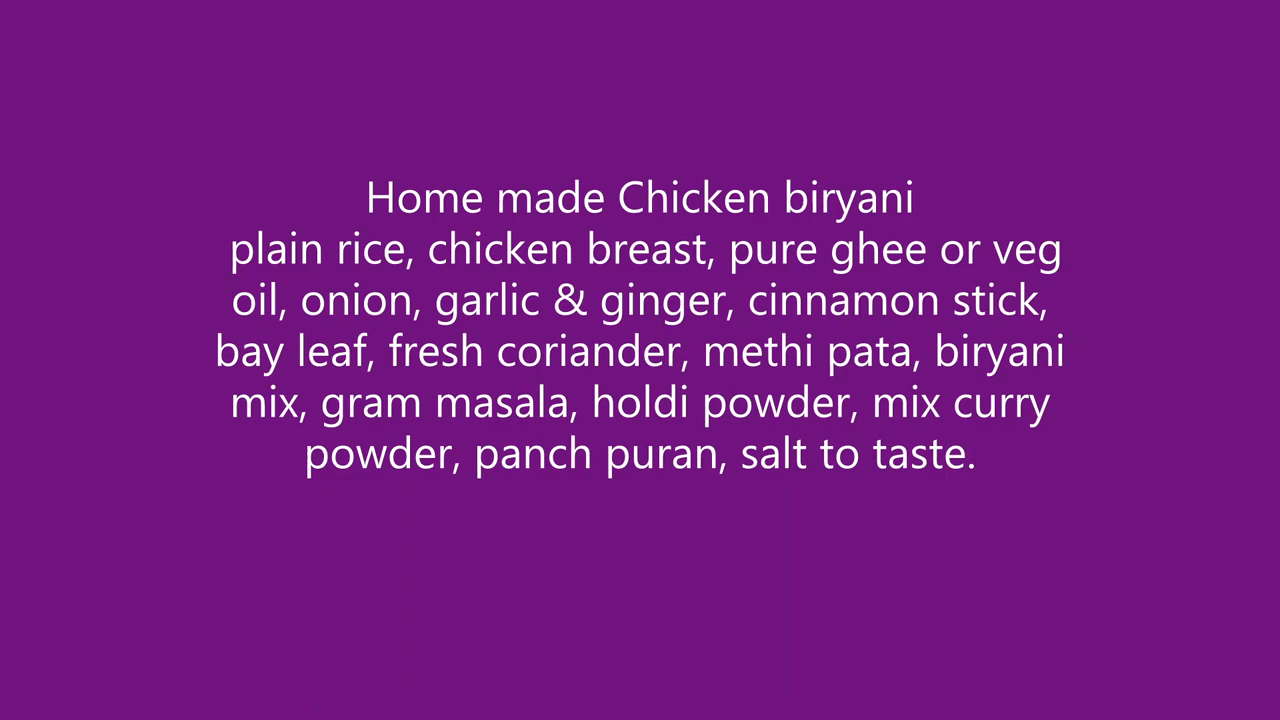 Home made Chicken biryani
plain rice, chicken breast, pure ghee or veg
oil, onion, garlic & ginger, cinnamon stick,
bay leaf, fresh coriander, methi pata, biryani
mix, gram masala, holdi powder, mix curry
powder, panch puran, salt to taste.